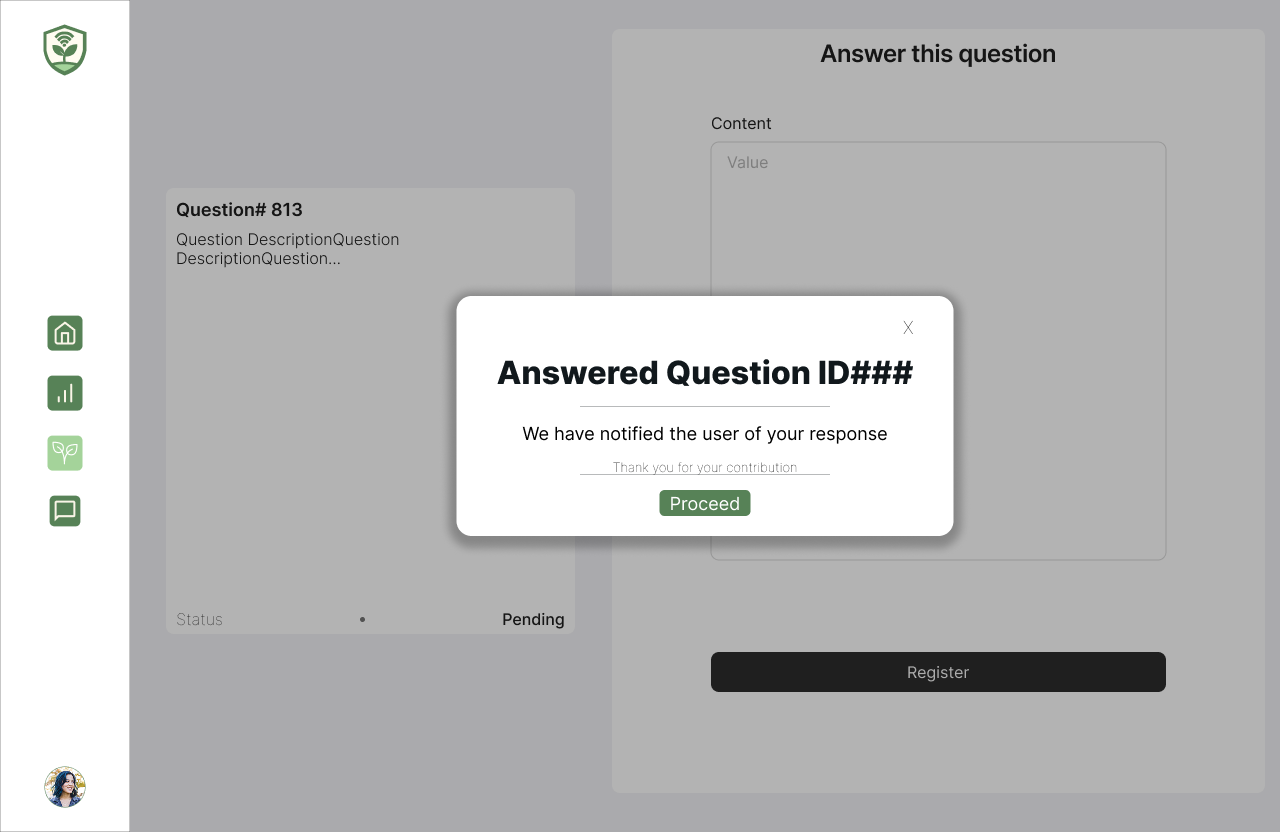 Answer this question
Content
Value
Question# 813
Question DescriptionQuestion
DescriptionQuestion...
X
Answered Question ID###
We have notified the user of your response
Thank you for your contribution
Proceed
Status • Pending
Register